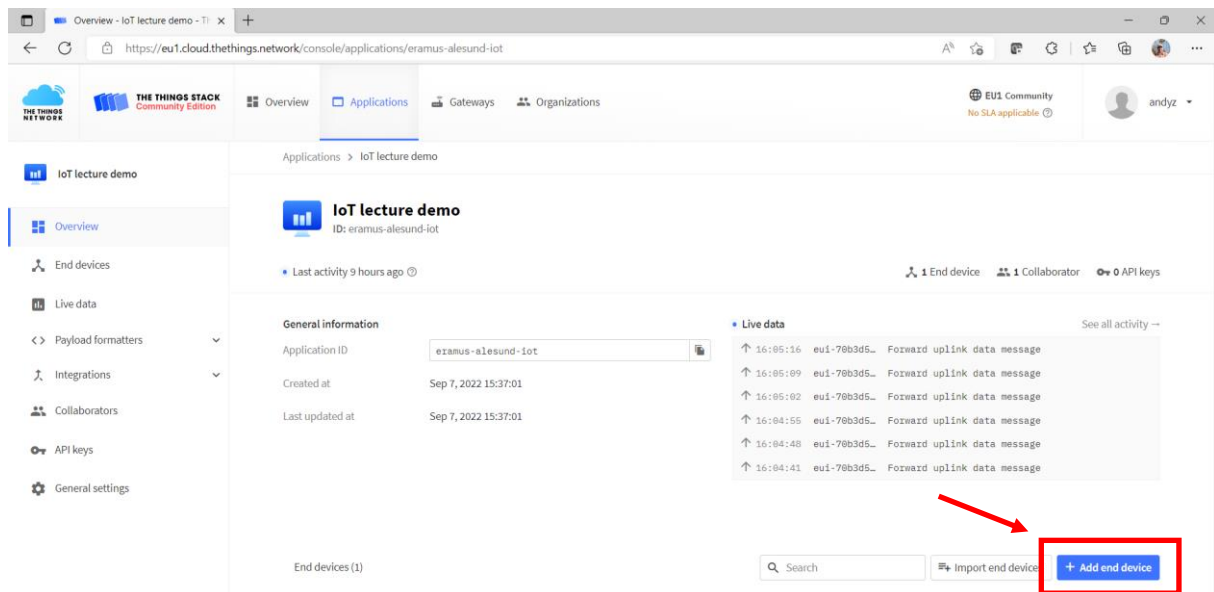 Overview - IoT lecture demo - Th
https://eu1.cloud.thethings.network/console/applications/eramus-alesund-iot
THE THINGS NETWORK
THE THINGS STACK
Community Edition
Overview
Applications
Gateways
Organizations
EU1 Community
No SLA applicable
andyz
IoT lecture demo
Overview
End devices
Live data
Payload formatters
Integrations
Collaborators
API keys
General settings
Applications > IoT lecture demo
IoT lecture demo
ID: eramus-alesund-iot
Last activity 9 hours ago
1 End device 1 Collaborator 0 API keys
General information
Application ID eramus-alesund-iot
Created at Sep 7, 2022 15:37:01
Last updated at Sep 7, 2022 15:37:01
Live data See all activity →
↑ 16:05:16 eui-70b3d5… Forward uplink data message
↑ 16:05:09 eui-70b3d5… Forward uplink data message
↑ 16:05:02 eui-70b3d5… Forward uplink data message
↑ 16:04:55 eui-70b3d5… Forward uplink data message
↑ 16:04:48 eui-70b3d5… Forward uplink data message
↑ 16:04:41 eui-70b3d5… Forward uplink data message
End devices (1) Search Import end device + Add end device